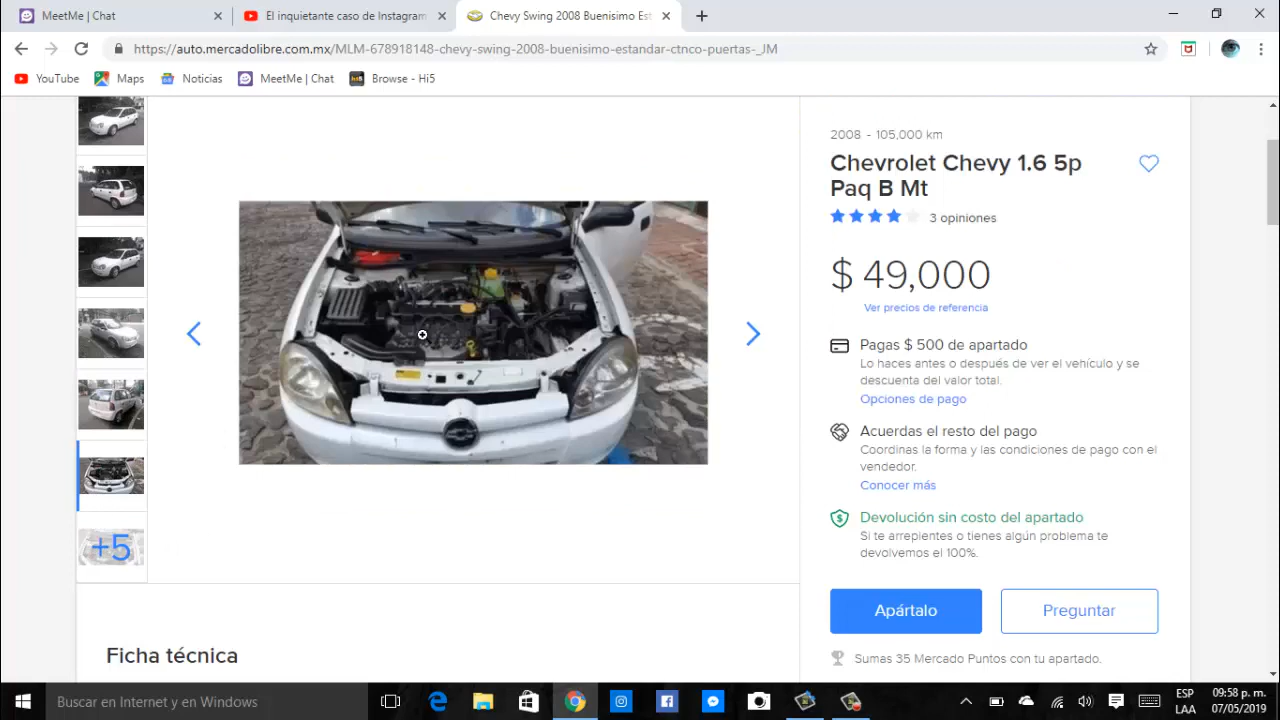 MeetMe | Chat
El inquietante caso de Instagram
Chevy Swing 2008 Buenisimo Est
https://auto.mercadolibre.com.mx/MLM-678918148-chevy-swing-2008-buenisimo-estandar-ctnco-puertas-_JM
YouTube
Maps
Noticias
MeetMe | Chat
hi5
Browse - Hi5
2008 - 105,000 km
Chevrolet Chevy 1.6 5p
Paq B Mt
3 opiniones
$ 49,000
Ver precios de referencia
Pagas $ 500 de apartado
Lo haces antes o después de ver el vehículo y se
descuenta del valor total.
Opciones de pago
Acuerdas el resto del pago
Coordinas la forma y las condiciones de pago con el
vendedor.
Conocer más
Devolución sin costo del apartado
Si te arrepientes o tienes algún problema te
devolvemos el 100%.
Apártalo
Preguntar
Sumas 35 Mercado Puntos con tu apartado.
+5
Ficha técnica
Buscar en Internet y en Windows
ESP
LAA
09:58 p. m.
07/05/2019